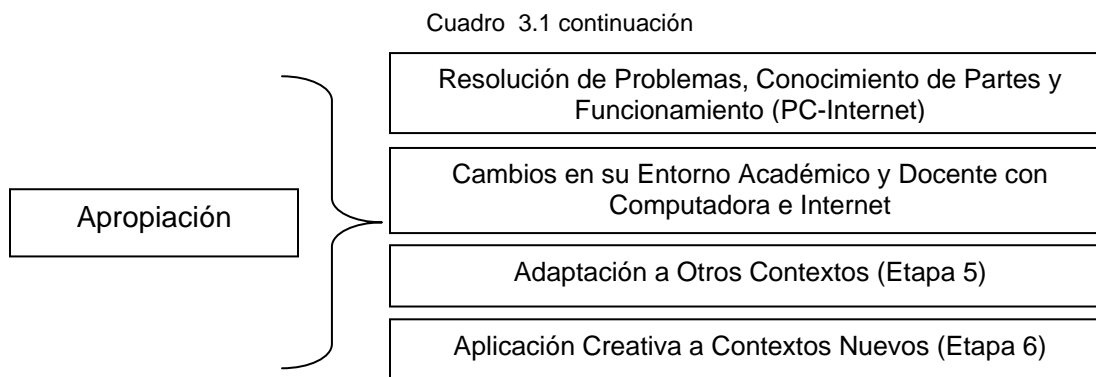 Cuadro 3.1 continuación
Apropiación
Resolución de Problemas, Conocimiento de Partes y
Funcionamiento (PC-Internet)
Cambios en su Entorno Académico y Docente con
Computadora e Internet
Adaptación a Otros Contextos (Etapa 5)
Aplicación Creativa a Contextos Nuevos (Etapa 6)